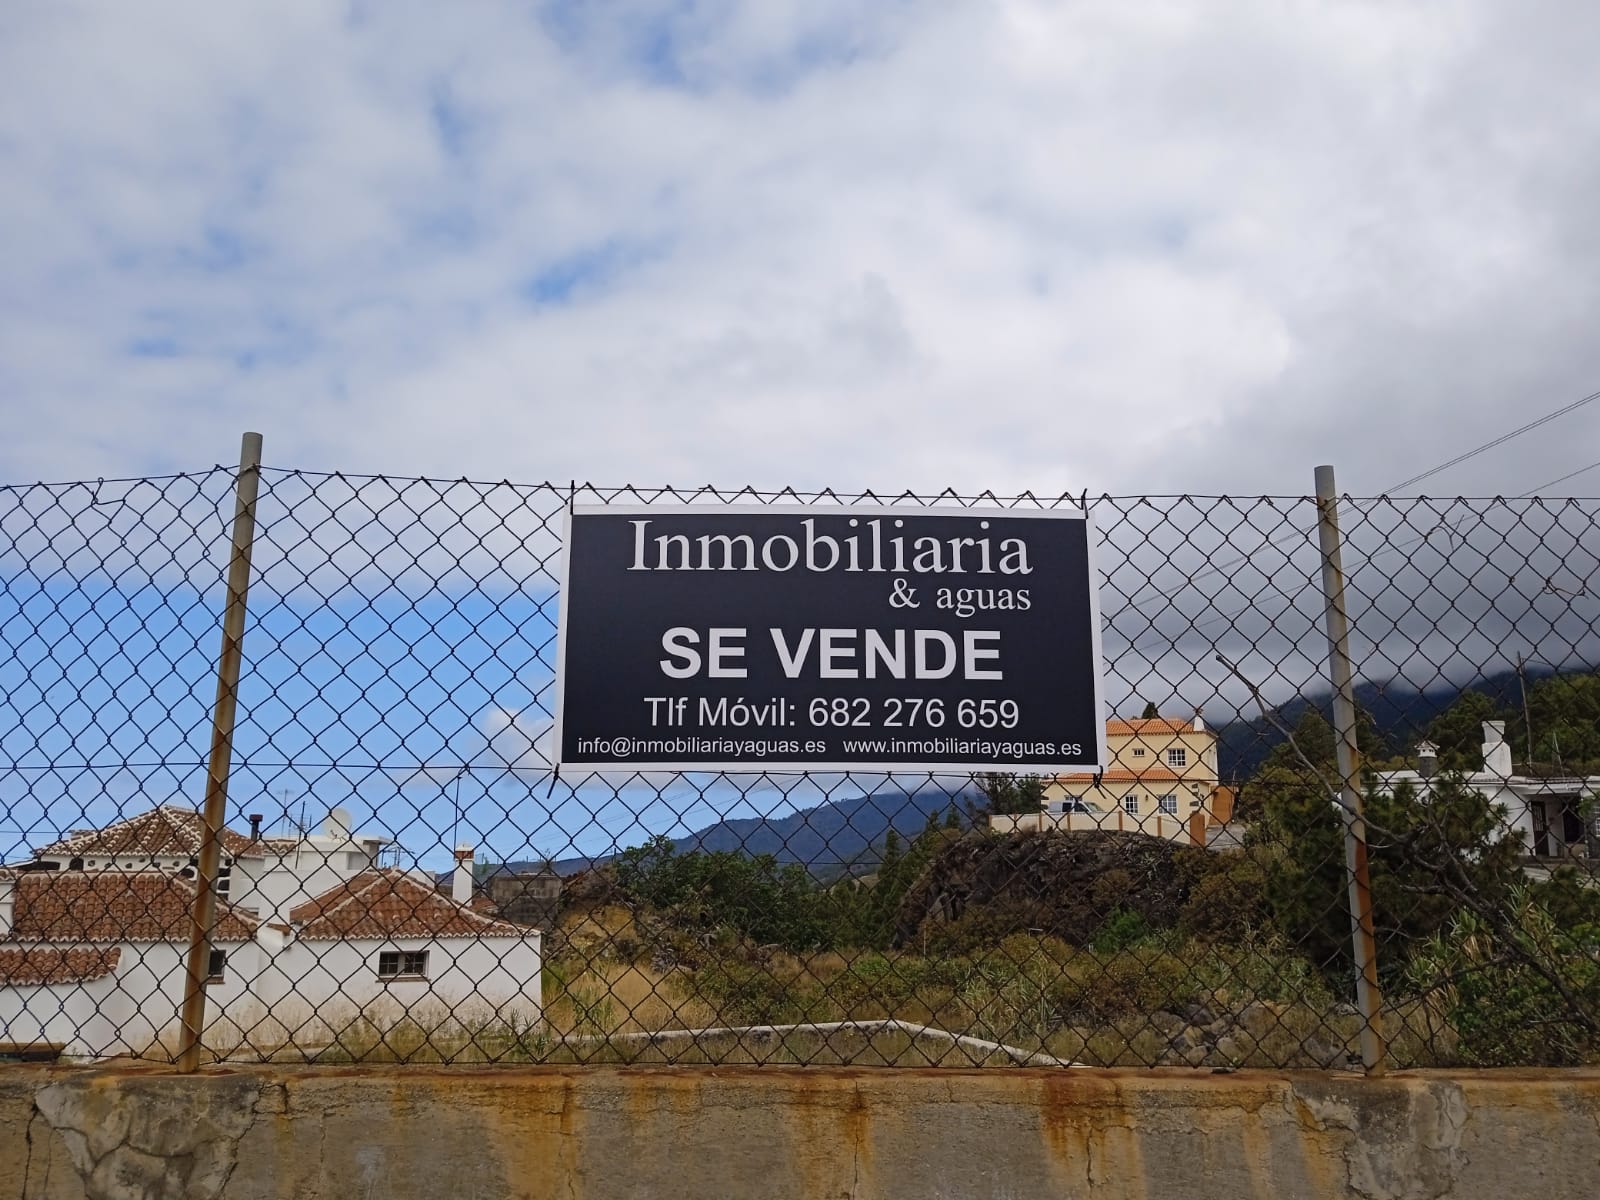 Inmobiliaria
& aguas
SE VENDE
Tlf Móvil: 682 276 659
info@inmobiliariayaguas.es www.inmobiliariayaguas.es